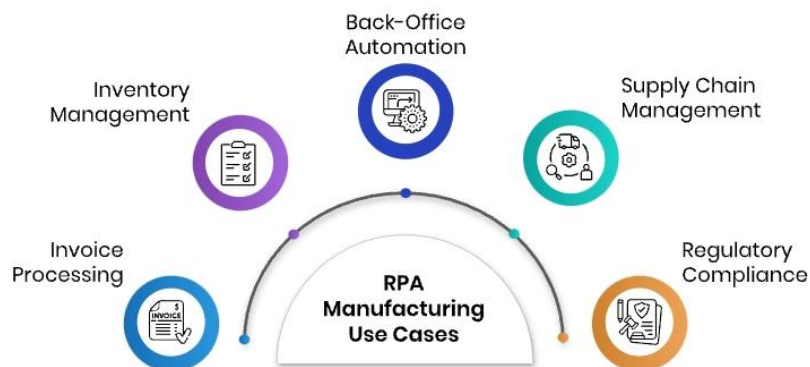 Back-Office
Automation
Inventory
Management
Supply Chain
Management
Invoice
Processing
INVOICE
$
Regulatory
Compliance
RPA
Manufacturing
Use Cases